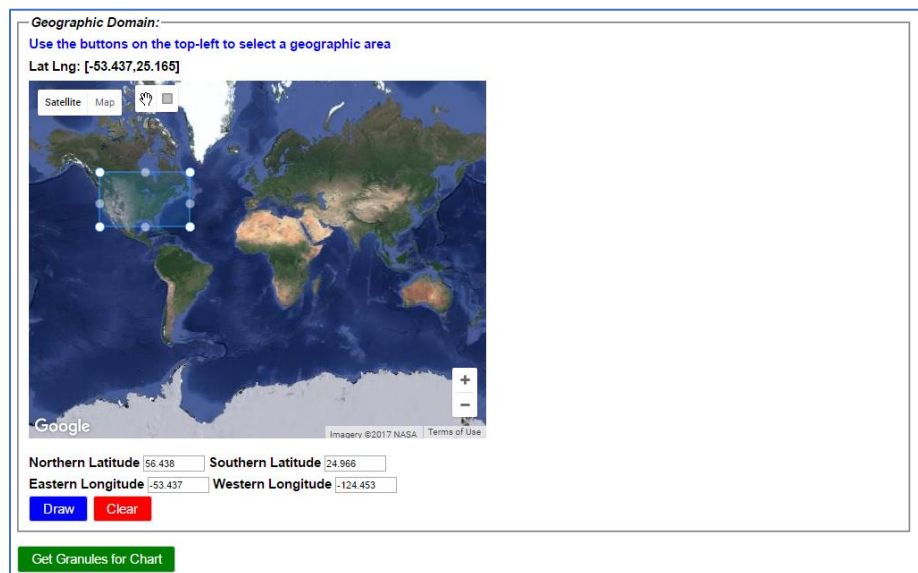 Geographic Domain:
Use the buttons on the top-left to select a geographic area
Lat Lng: [-53.437,25.165]
Satellite Map
Google
Imagery ©2017 NASA Terms of Use
Northern Latitude 56.438 Southern Latitude 24.966
Eastern Longitude -53.437 Western Longitude -124.453
Draw Clear
Get Granules for Chart